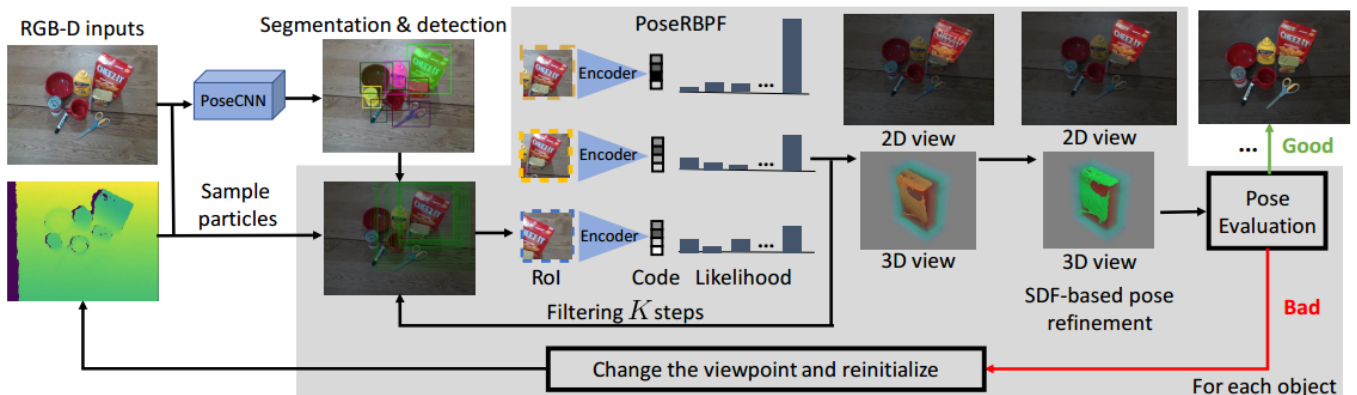 RGB-D inputs
Segmentation & detection
PoseRBPF
PoseCNN
Encoder
Encoder
Encoder
CHEEZ-IT
Sample
particles
RoI
Code
Likelihood
...
...
...
Filtering K steps
2D view
2D view
3D view
3D view
SDF-based pose
refinement
...
Good
Pose
Evaluation
Bad
Change the viewpoint and reinitialize
For each object